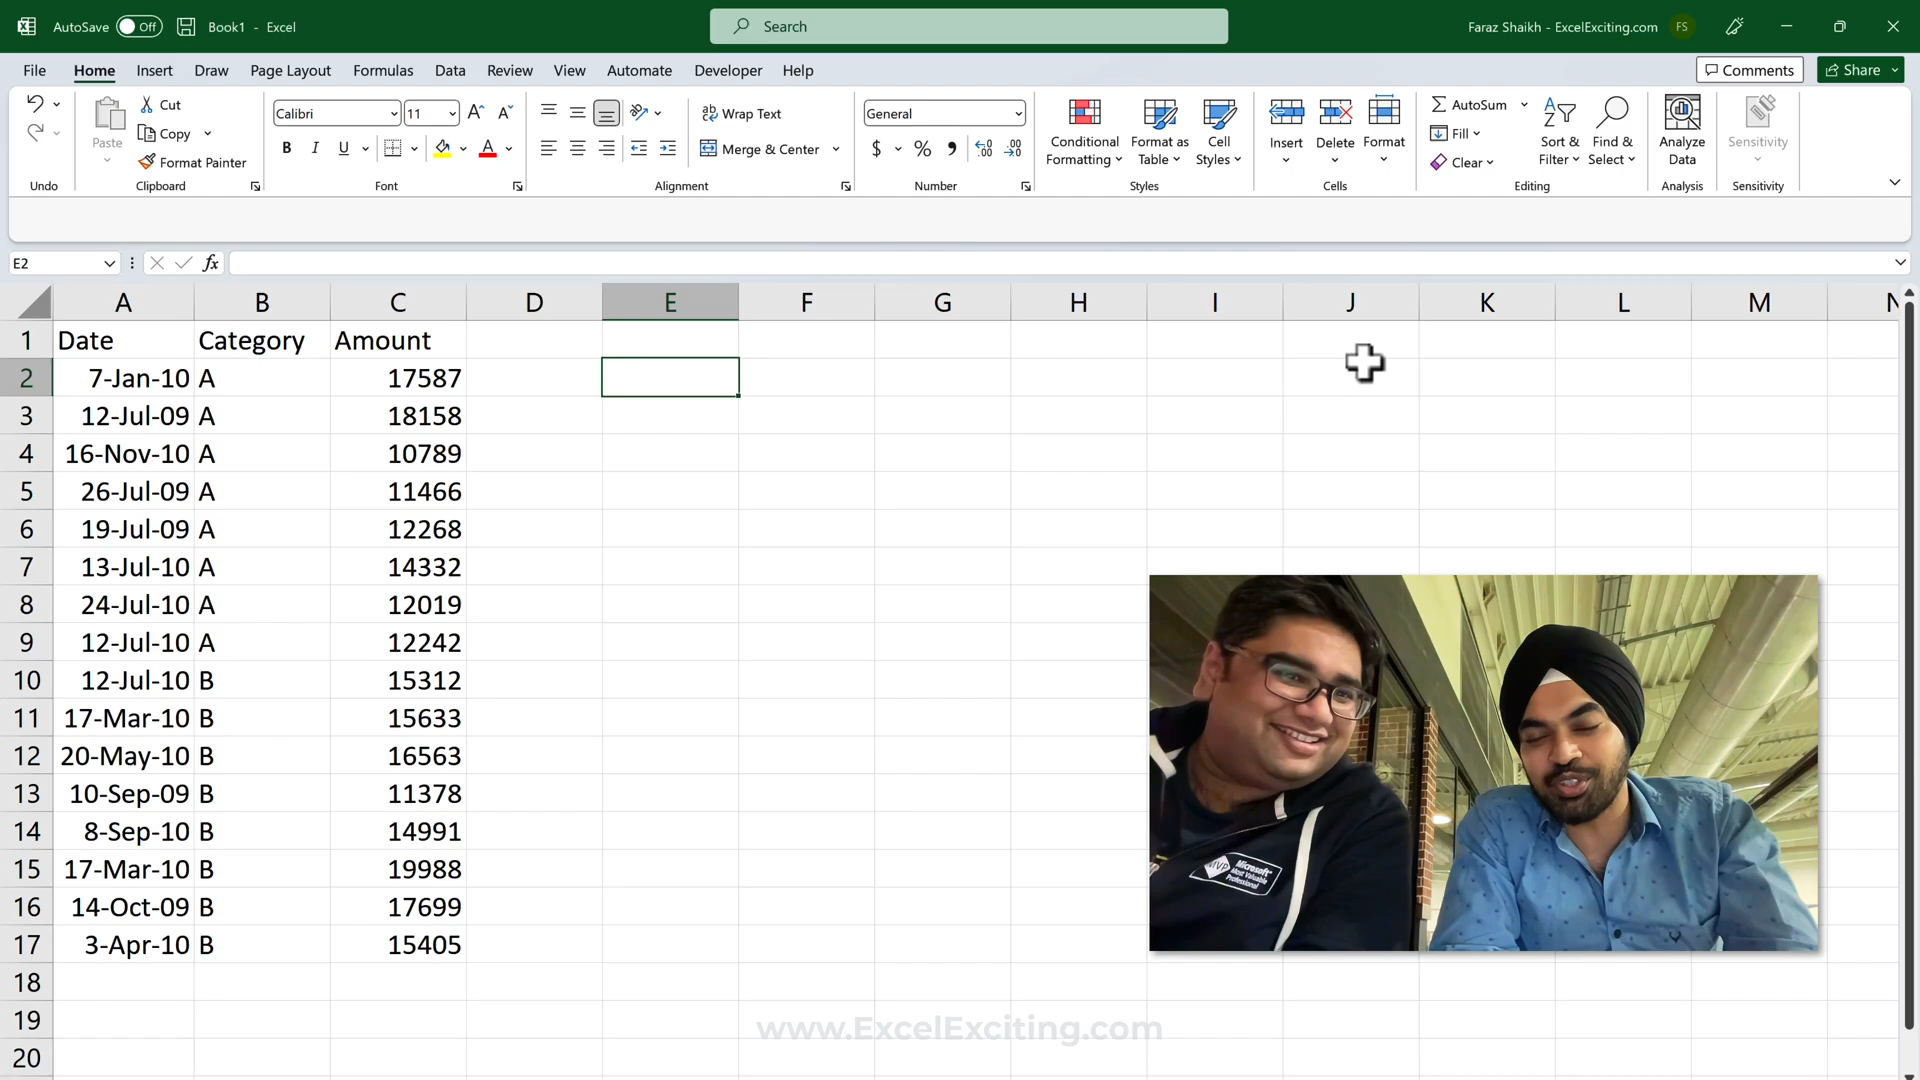 AutoSave Off Book1 - Excel Search Faraz Shaikh - ExcelExciting.com FS
File Home Insert Draw Page Layout Formulas Data Review View Automate Developer Help Comments Share
Paste
Cut
Copy
Format Painter
Calibri 11
B I U
Wrap Text
Merge & Center
General
$ % 9
Conditional Formatting
Format as Table
Cell Styles
Insert Delete Format
AutoSum
Fill
Clear
Sort & Filter
Find & Select
Analyze Data
Sensitivity
Undo Clipboard Font Alignment Number Styles Cells Editing Analysis Sensitivity
E2 fx
A B C D E F G H I J K L M N
1 Date Category Amount
2 7-Jan-10 A 17587
3 12-Jul-09 A 18158
4 16-Nov-10 A 10789
5 26-Jul-09 A 11466
6 19-Jul-09 A 12268
7 13-Jul-10 A 14332
8 24-Jul-10 A 12019
9 12-Jul-10 A 12242
10 12-Jul-10 B 15312
11 17-Mar-10 B 15633
12 20-May-10 B 16563
13 10-Sep-09 B 11378
14 8-Sep-10 B 14991
15 17-Mar-10 B 19988
16 14-Oct-09 B 17699
17 3-Apr-10 B 15405
18
19
20
MVP Microsoft
Most Valuable
Professional
www.ExcelExciting.com